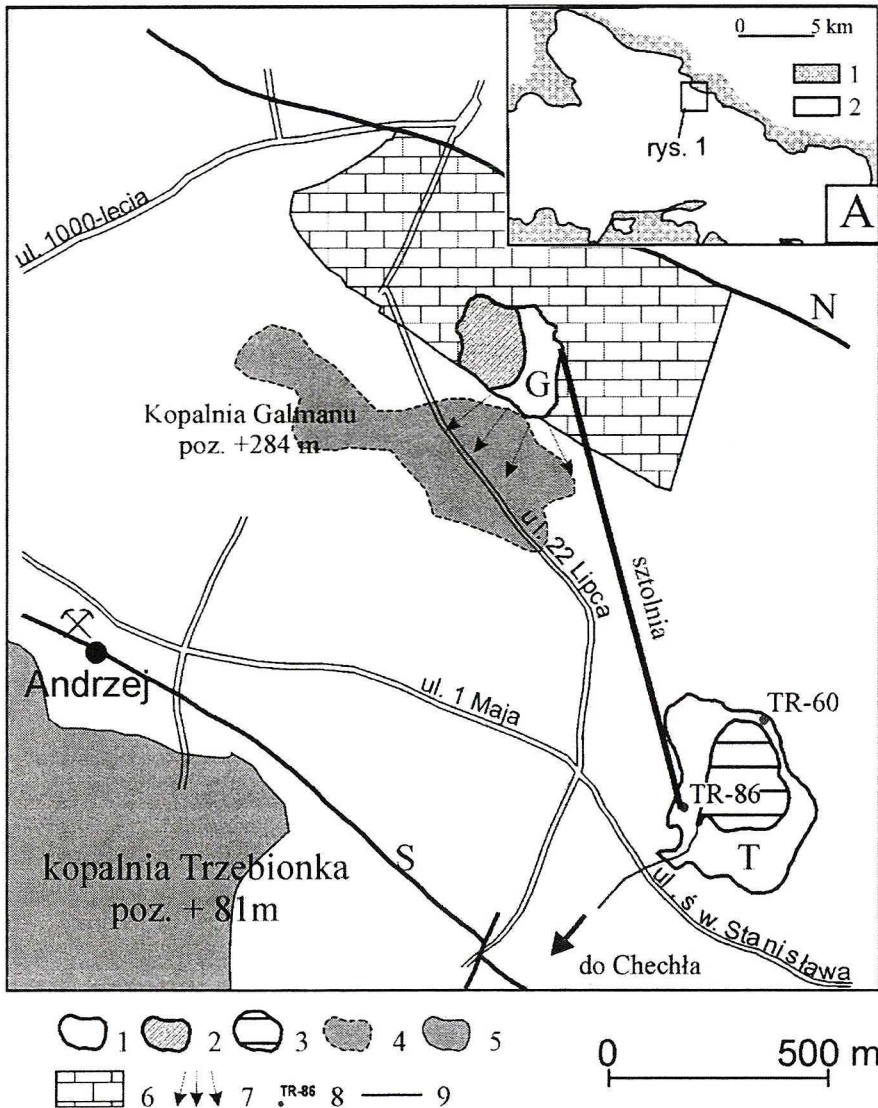 0 5 km
1
2
rys. 1
A
ul. 1000-lecia
N
G
Kopalnia Galmanu
poz. +284 m
ul. 22 Lipca
sztolnia
Andrzej
ul. 1 Maja
TR-60
TR-86
T
kopalnia Trzebionka
poz. + 81m
S
ul. św. Stanisława
do Chechła
1 2 3 4 5
6 7 TR-86 8 9
0 500 m